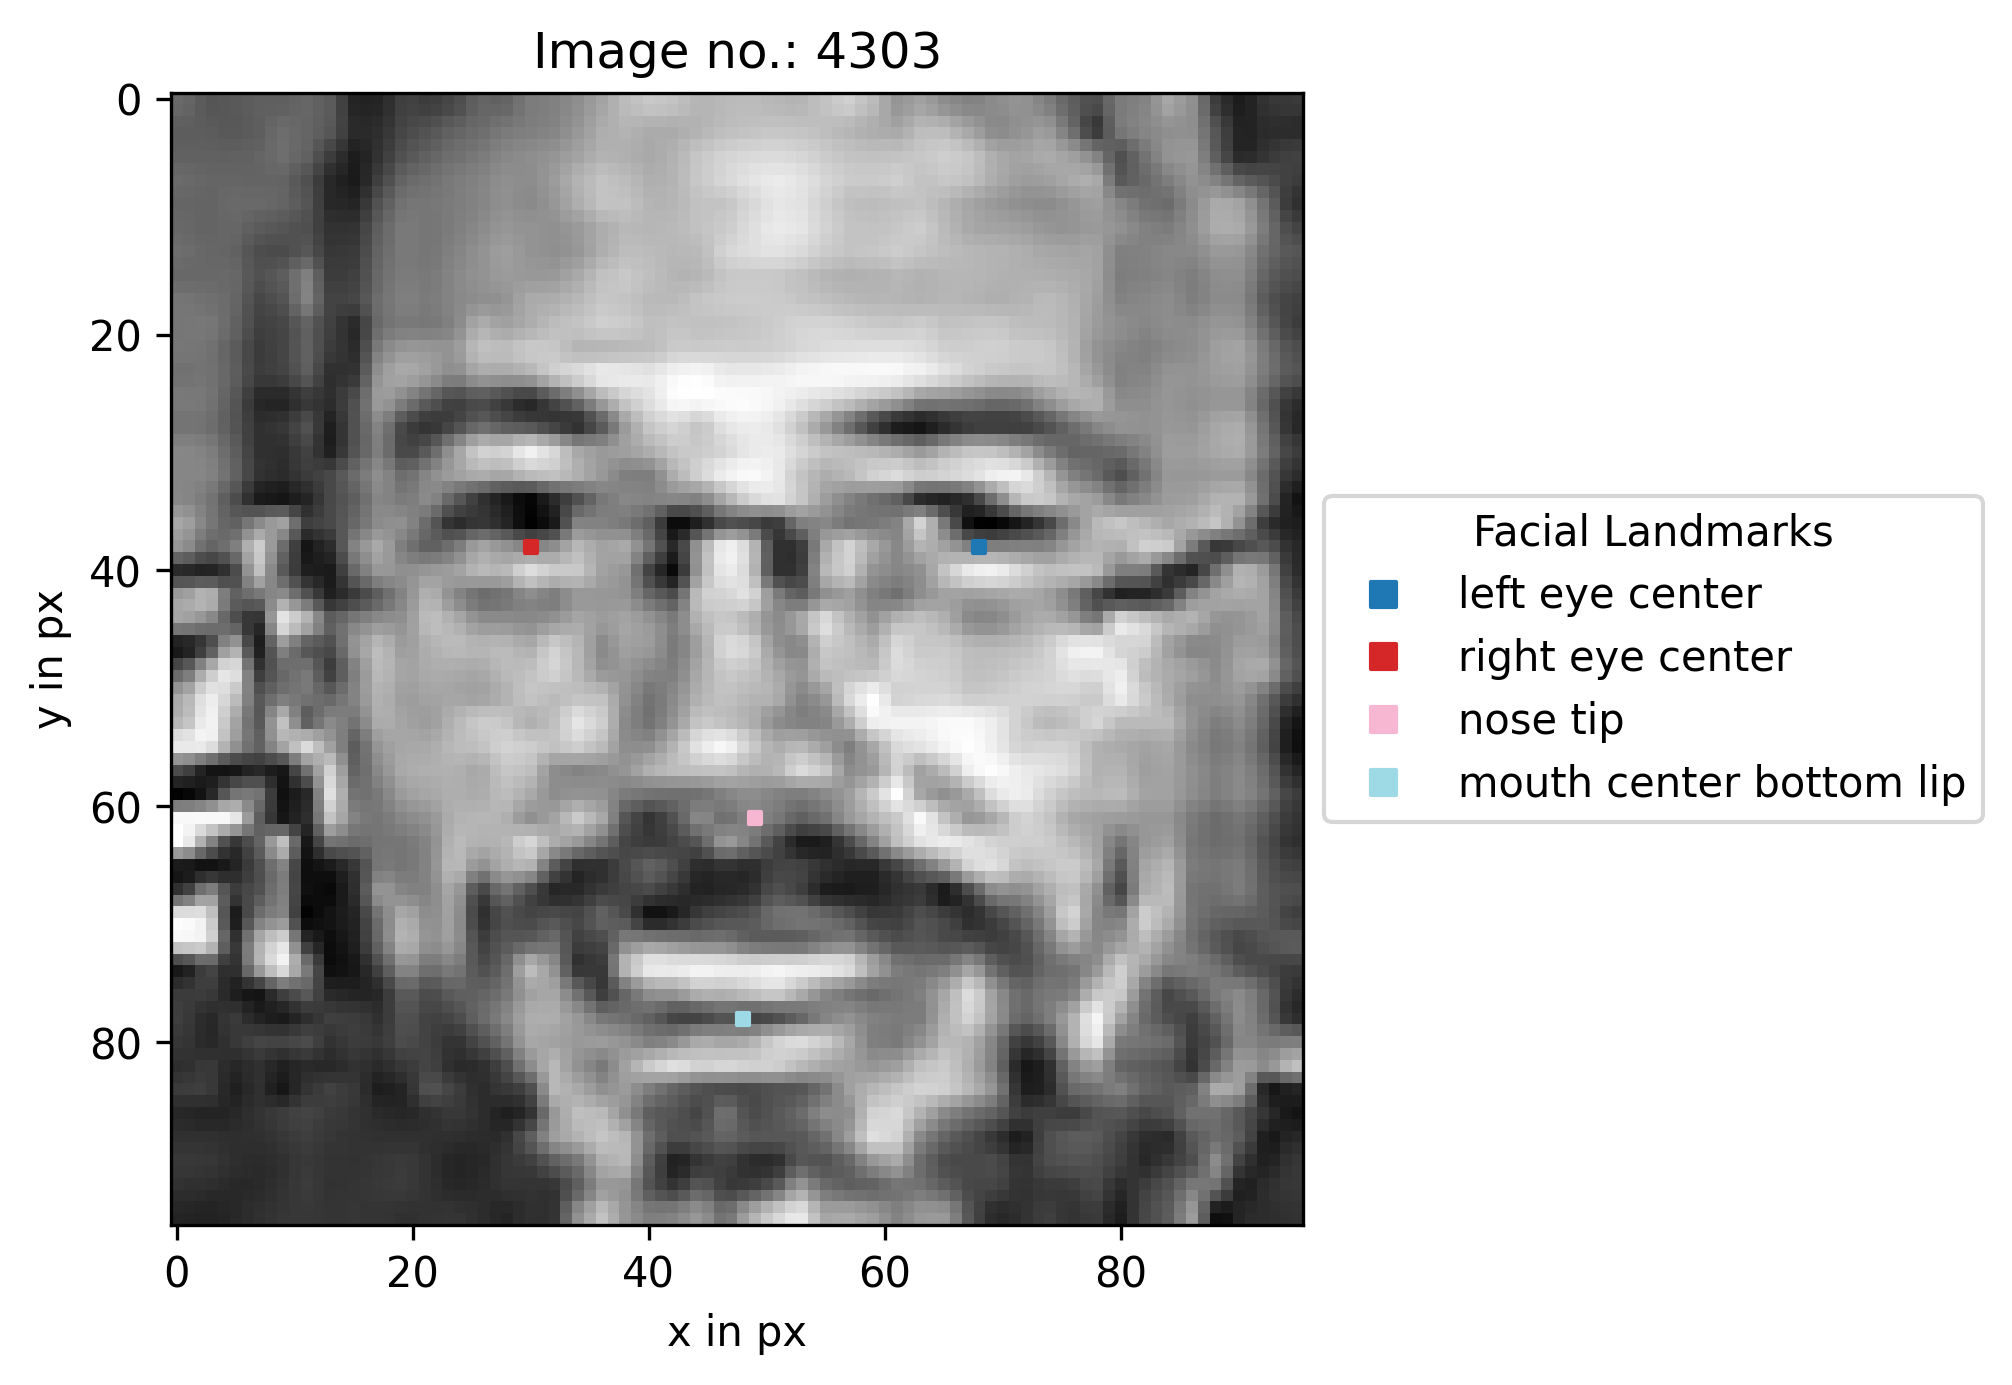 Image no.: 4303
0
20
40
60
80
y in px
0 20 40 60 80
x in px
Facial Landmarks
left eye center
right eye center
nose tip
mouth center bottom lip